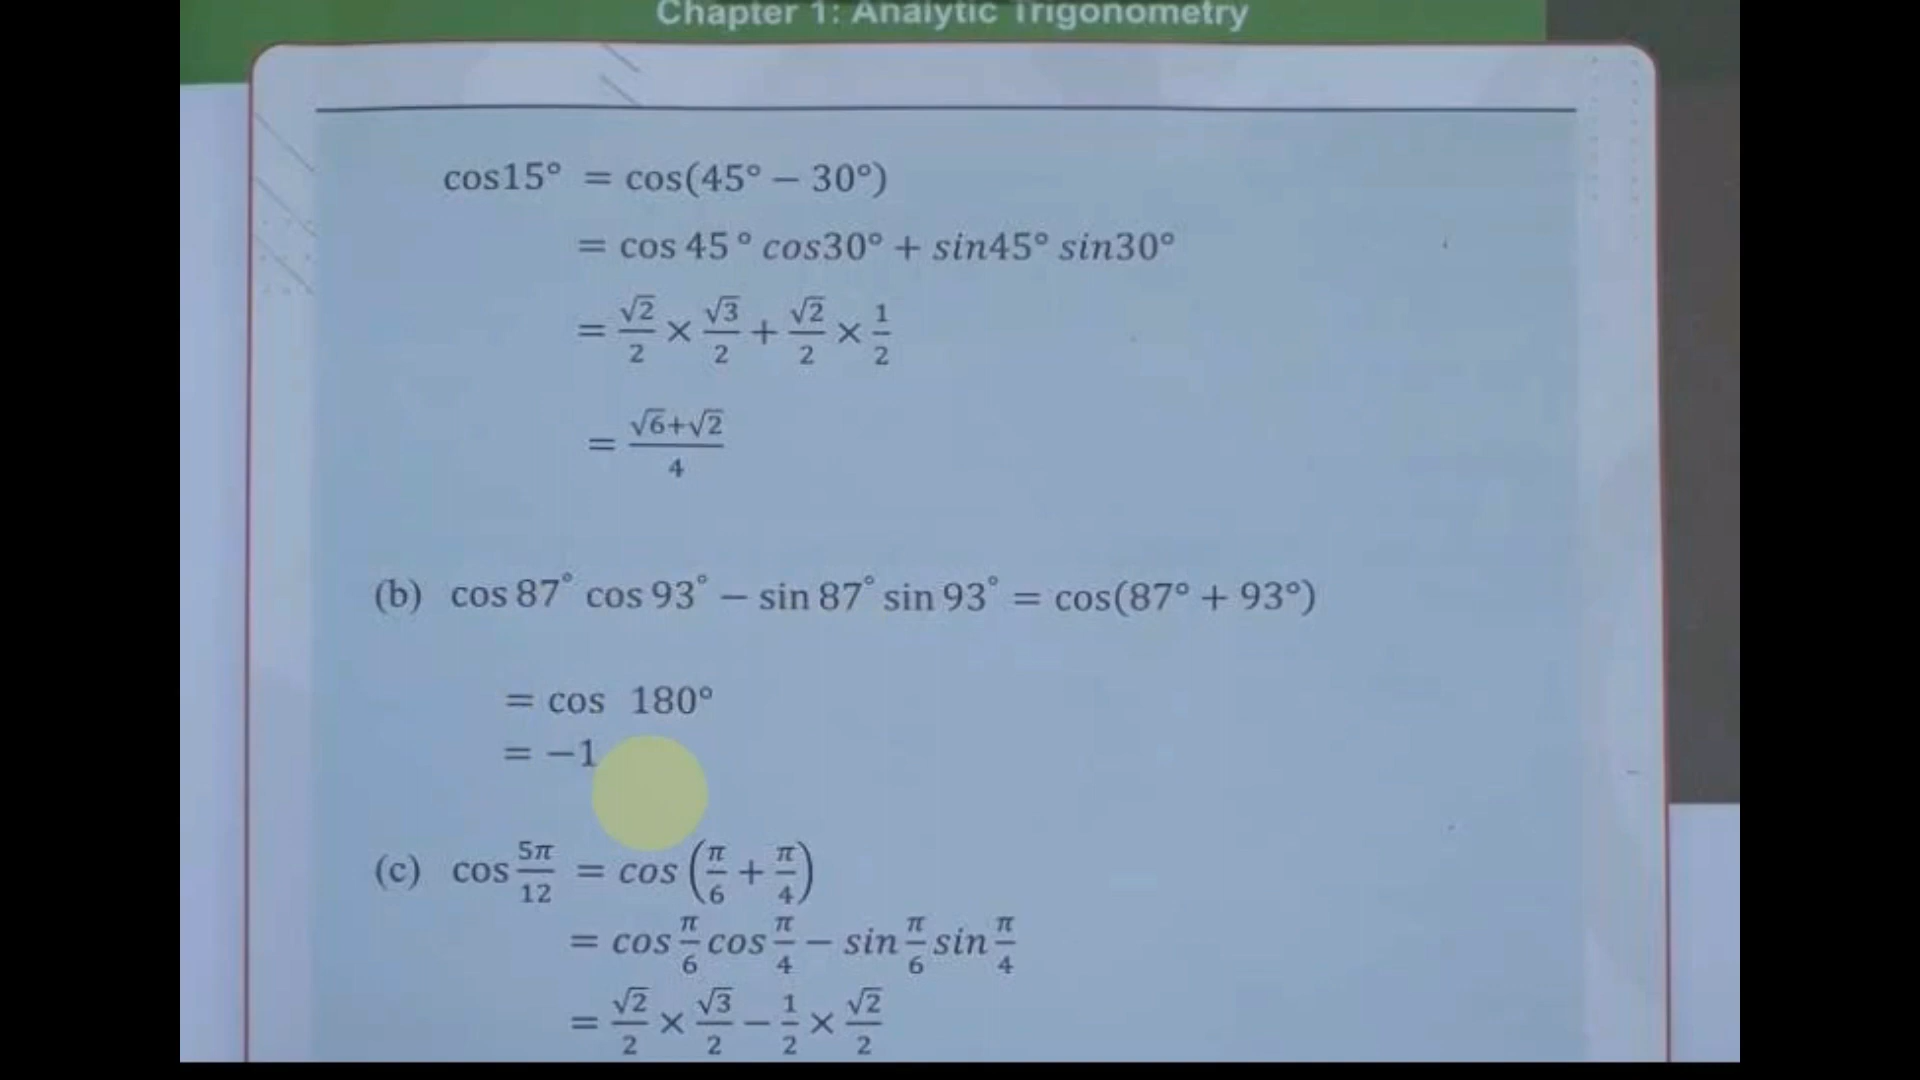 Chapter 1: Analytic Trigonometry
cos15° = cos(45° − 30°)
= cos 45° cos30° + sin45° sin30°
= √2/2 × √3/2 + √2/2 × 1/2
= √6+√2/4
(b) cos 87° cos 93° − sin 87° sin 93° = cos(87° + 93°)
= cos 180°
= −1
(c) cos 5π/12 = cos (π/6 + π/4)
= cos π/6 cos π/4 − sin π/6 sin π/4
= √2/2 × √3/2 − 1/2 × √2/2